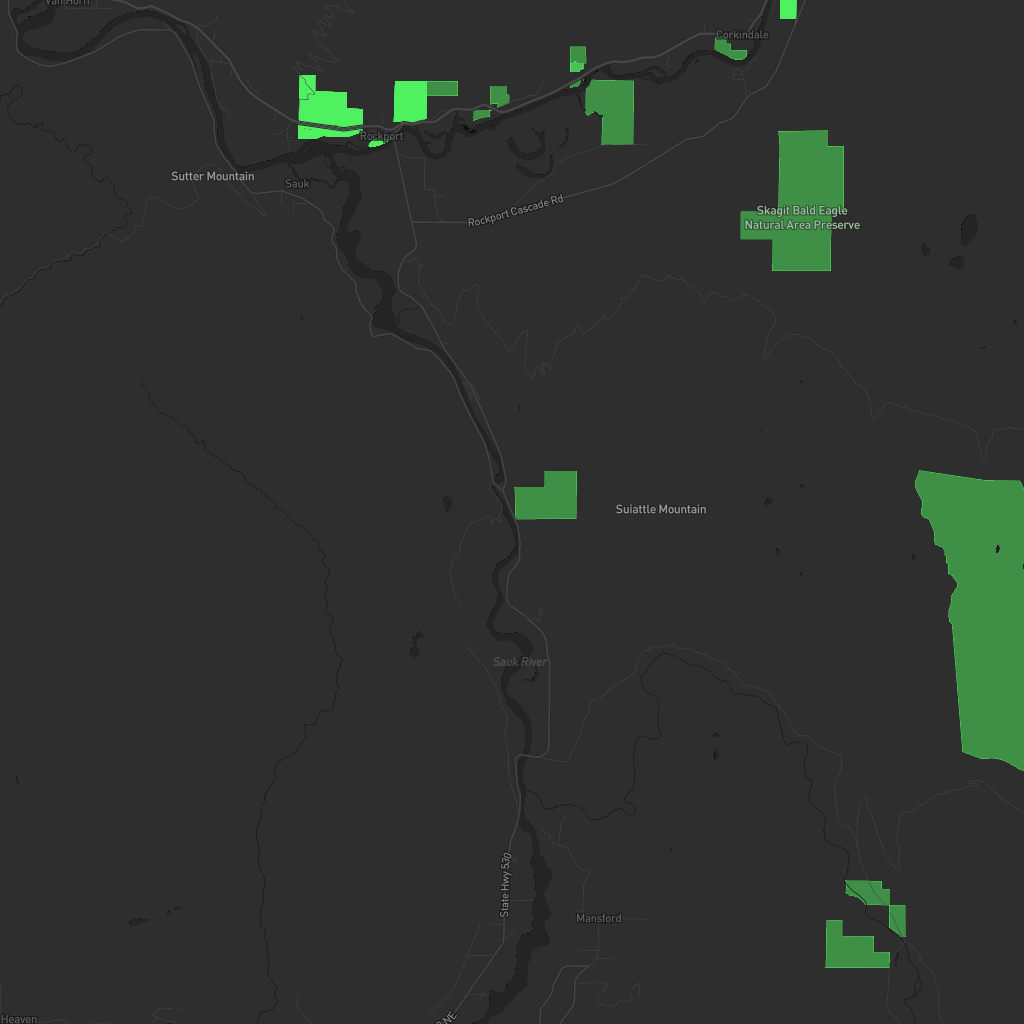 Van Horn
Corkindale
Rockport
Sutter Mountain
Sauk
Rockport Cascade Rd
Skagit Bald Eagle
Natural Area Preserve
Suiattle Mountain
Sauk River
State Hwy 530
Mansford
Heaven
NE